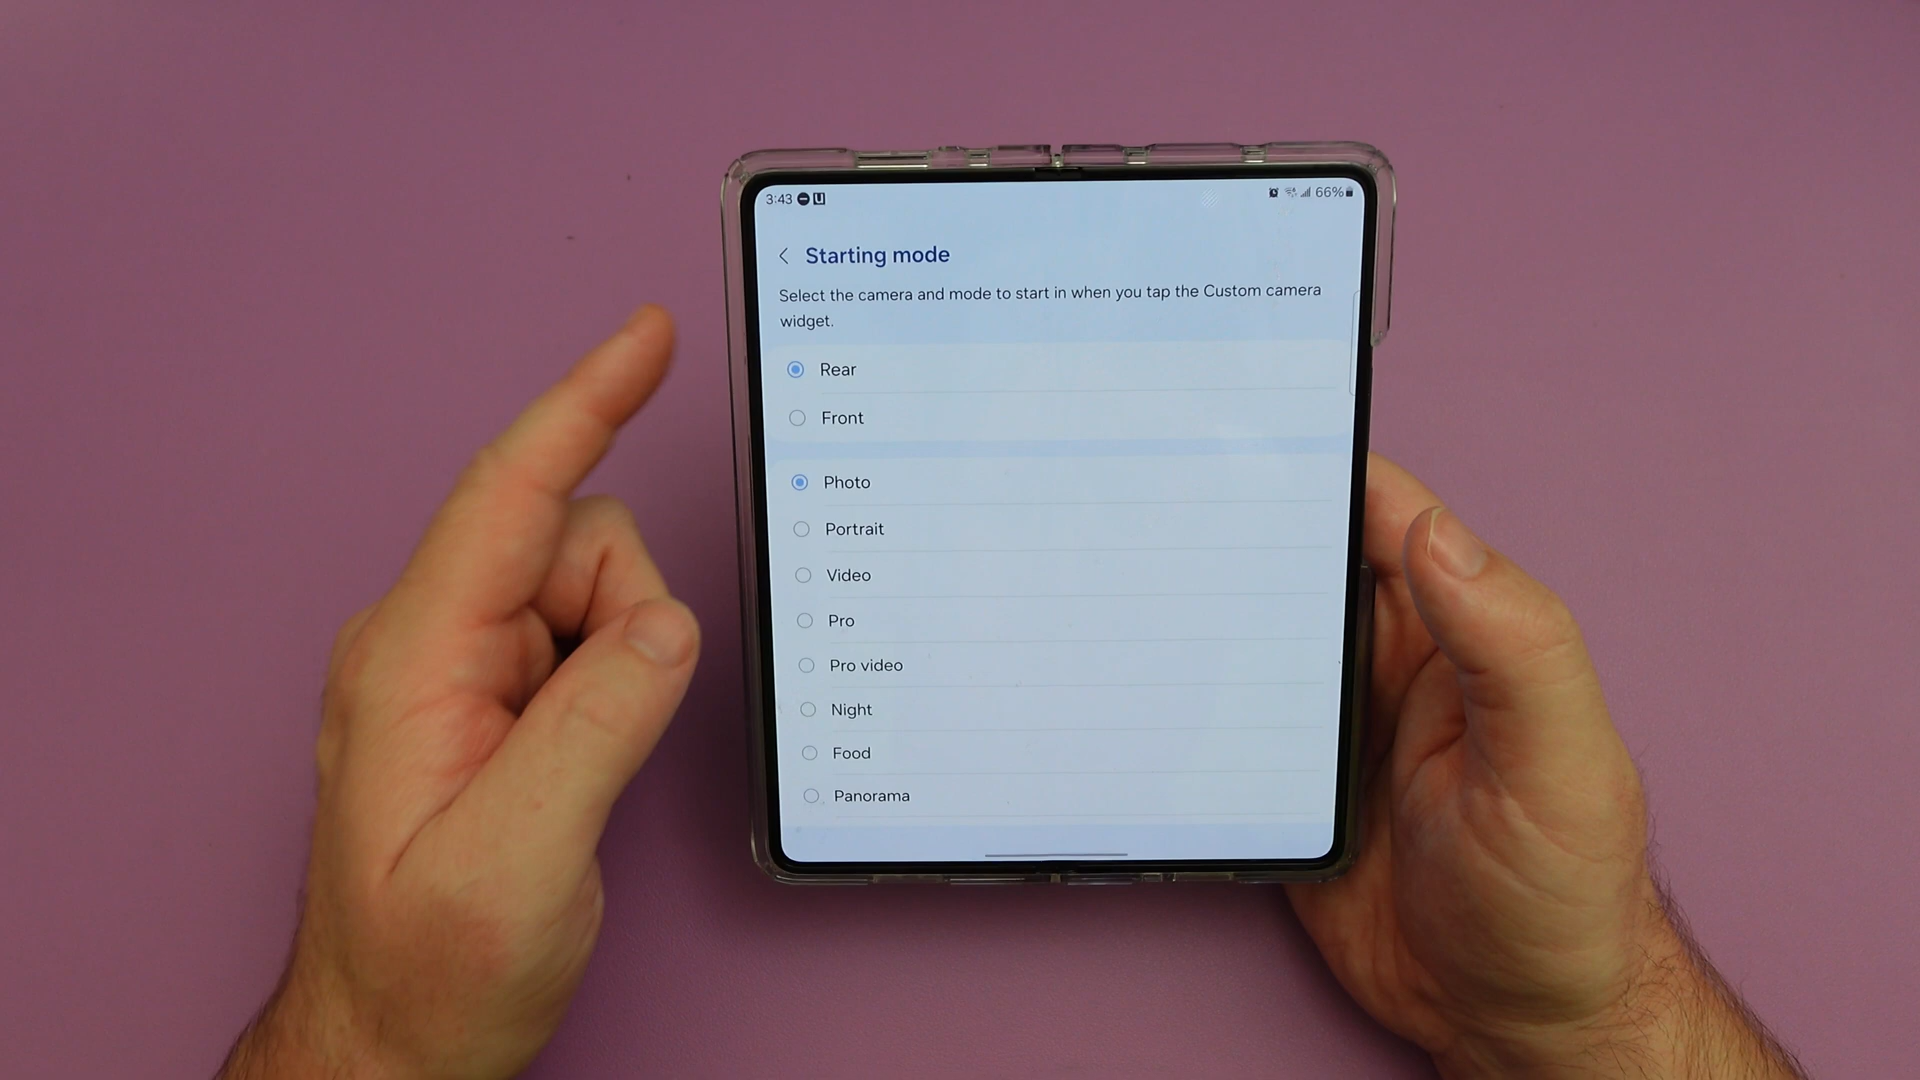 3:43
66%
Starting mode
Select the camera and mode to start in when you tap the Custom camera
widget.
Rear
Front
Photo
Portrait
Video
Pro
Pro video
Night
Food
Panorama